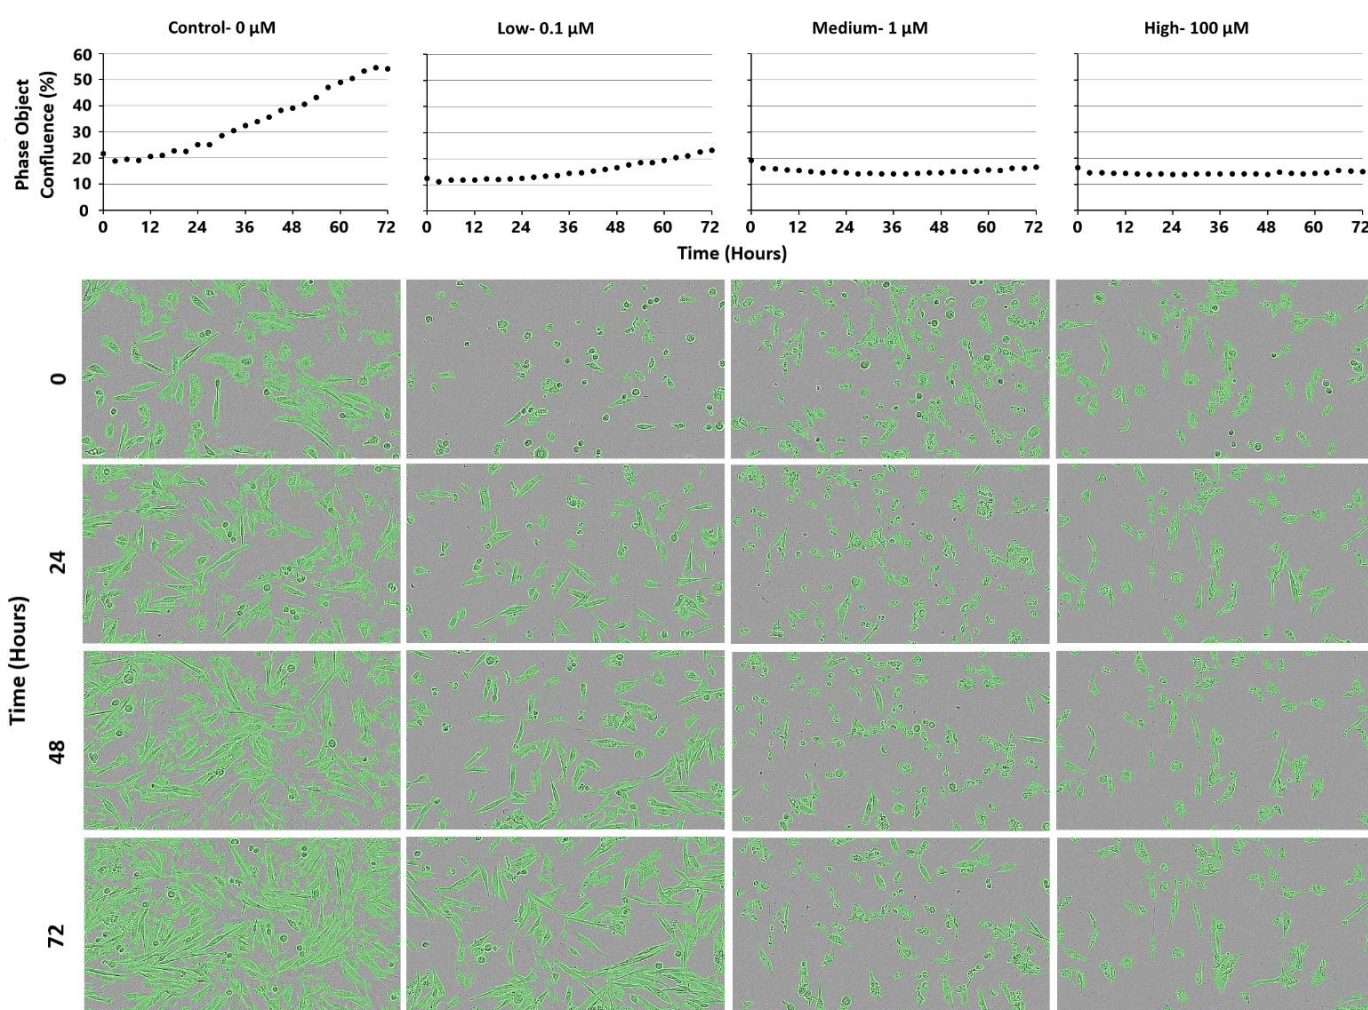 Control- 0 µM
Low- 0.1 µM
Medium- 1 µM
High- 100 µM
Phase Object
Confluence (%)
60
50
40
30
20
10
0
0 12 24 36 48 60 72
0 12 24 36 48 60 72
0 12 24 36 48 60 72
0 12 24 36 48 60 72
Time (Hours)
Time (Hours)
0
24
48
72